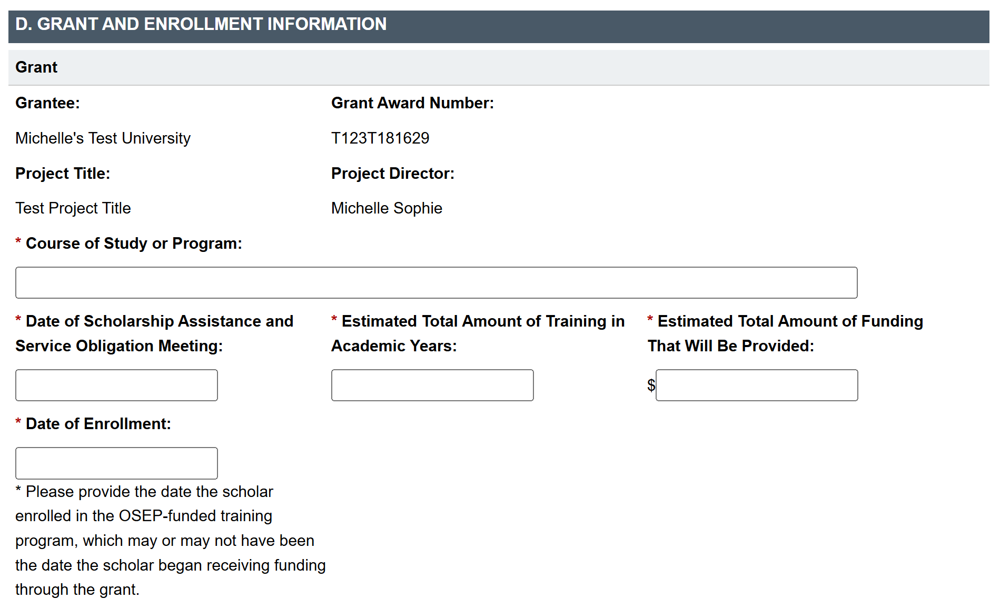 D. GRANT AND ENROLLMENT INFORMATION
Grant
Grantee:
Grant Award Number:
Michelle's Test University
T123T181629
Project Title:
Project Director:
Test Project Title
Michelle Sophie
* Course of Study or Program:
* Date of Scholarship Assistance and
Service Obligation Meeting:
* Estimated Total Amount of Training in
Academic Years:
* Estimated Total Amount of Funding
That Will Be Provided:
$
* Date of Enrollment:
* Please provide the date the scholar
enrolled in the OSEP-funded training
program, which may or may not have been
the date the scholar began receiving funding
through the grant.